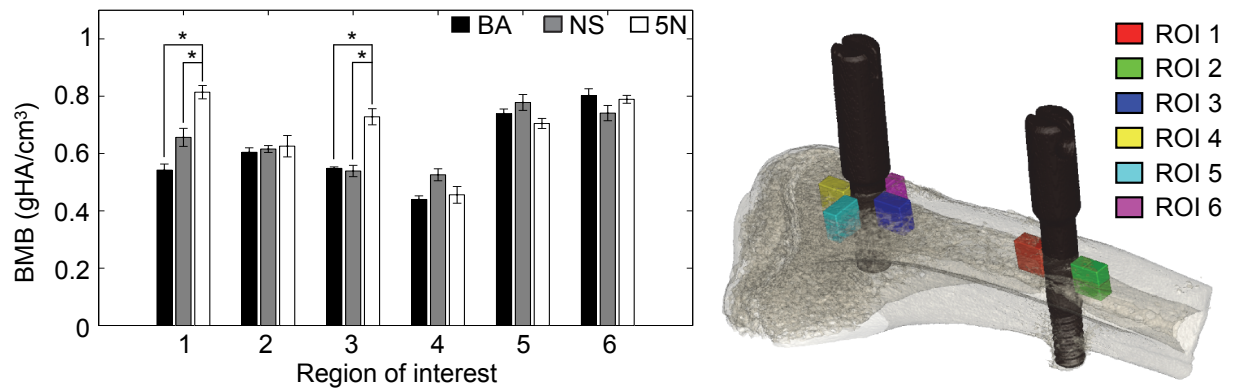 BA NS 5N
* *
* *
BMB (gHA/cm³)
1
0.8
0.6
0.4
0.2
0
1 2 3 4 5 6
Region of interest
ROI 1
ROI 2
ROI 3
ROI 4
ROI 5
ROI 6